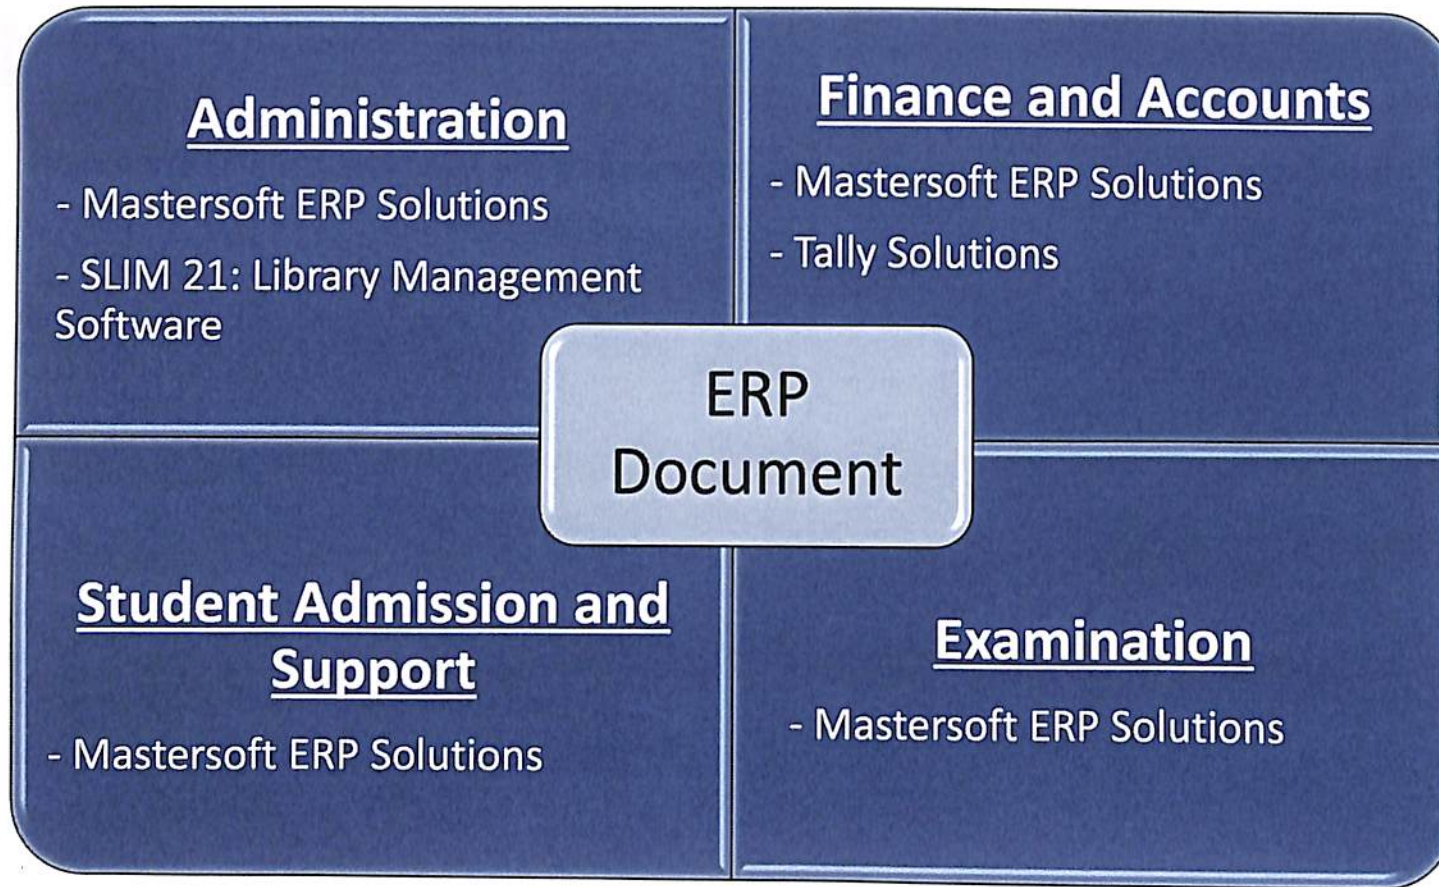 Administration
- Mastersoft ERP Solutions
- SLIM 21: Library Management
Software
Finance and Accounts
- Mastersoft ERP Solutions
- Tally Solutions
ERP
Document
Student Admission and
Support
- Mastersoft ERP Solutions
Examination
- Mastersoft ERP Solutions